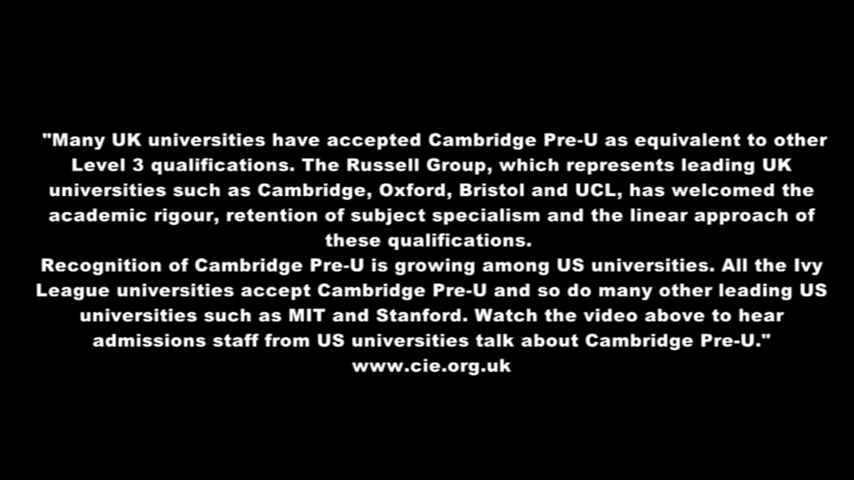 "Many UK universities have accepted Cambridge Pre-U as equivalent to other
Level 3 qualifications. The Russell Group, which represents leading UK
universities such as Cambridge, Oxford, Bristol and UCL, has welcomed the
academic rigour, retention of subject specialism and the linear approach of
these qualifications.
Recognition of Cambridge Pre-U is growing among US universities. All the Ivy
League universities accept Cambridge Pre-U and so do many other leading US
universities such as MIT and Stanford. Watch the video above to hear
admissions staff from US universities talk about Cambridge Pre-U."
www.cie.org.uk